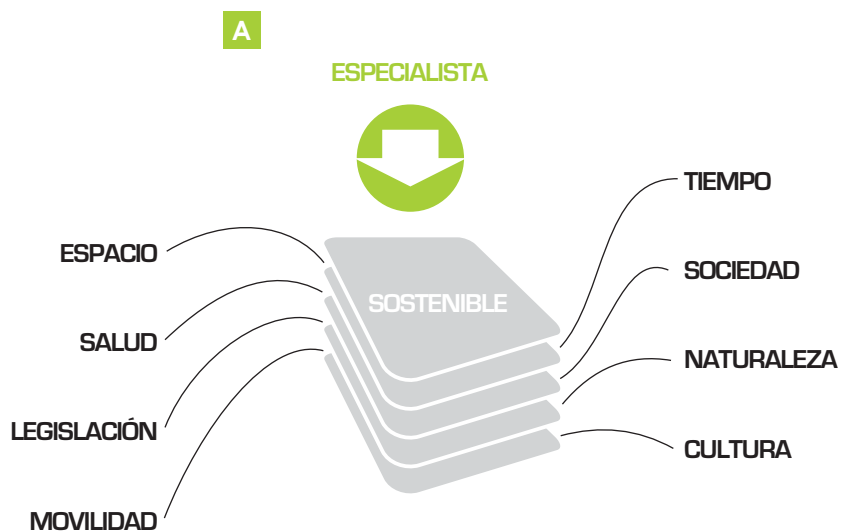 A
ESPECIALISTA
TIEMPO
ESPACIO
SOCIEDAD
SOSTENIBLE
SALUD
NATURALEZA
LEGISLACIÓN
CULTURA
MOVILIDAD